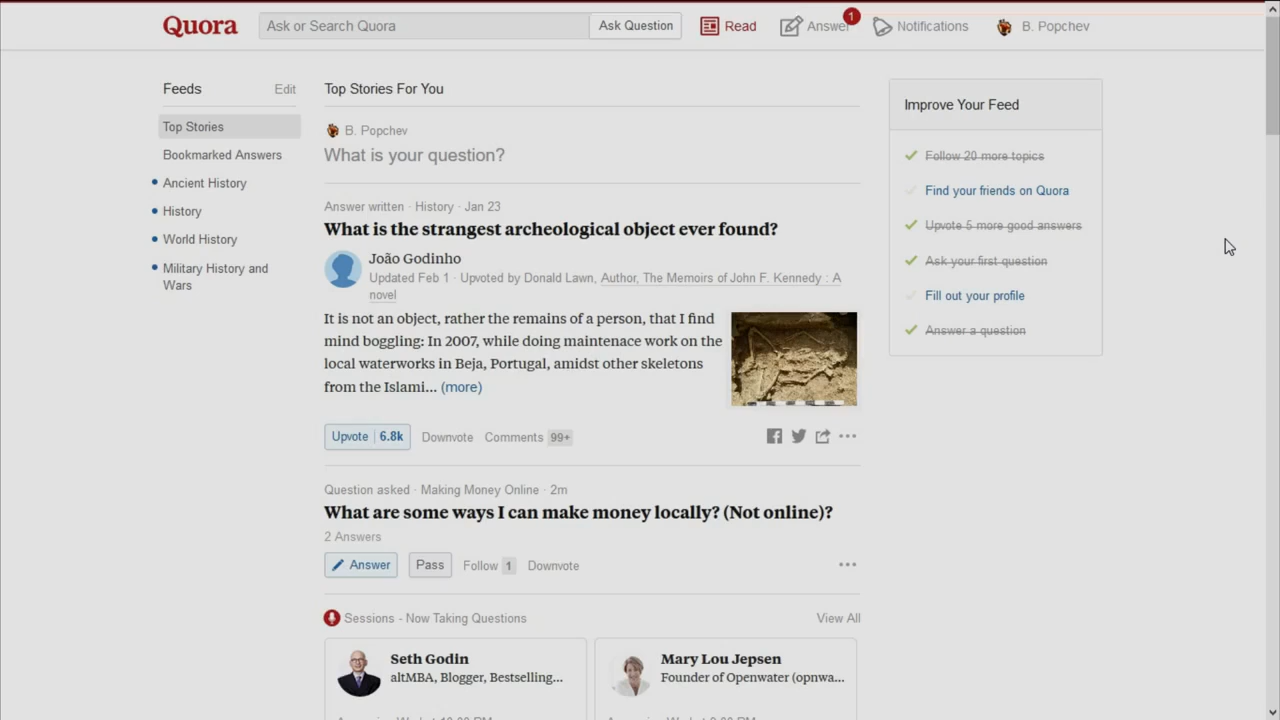 Quora
Ask or Search Quora
Ask Question
Read
Answer
1
Notifications
B. Popchev
Feeds
Edit
Top Stories
Bookmarked Answers
Ancient History
History
World History
Military History and
Wars
Top Stories For You
B. Popchev
What is your question?
Answer written · History · Jan 23
What is the strangest archeological object ever found?
João Godinho
Updated Feb 1 · Upvoted by Donald Lawn, Author, The Memoirs of John F. Kennedy : A
novel
It is not an object, rather the remains of a person, that I find
mind boggling: In 2007, while doing maintenace work on the
local waterworks in Beja, Portugal, amidst other skeletons
from the Islami... (more)
Upvote | 6.8k
Downvote
Comments 99+
Question asked · Making Money Online · 2m
What are some ways I can make money locally? (Not online)?
2 Answers
Answer
Pass
Follow 1
Downvote
Sessions - Now Taking Questions
View All
Seth Godin
altMBA, Blogger, Bestselling...
Mary Lou Jepsen
Founder of Openwater (opnwa...
Improve Your Feed
Follow 20 more topics
Find your friends on Quora
Upvote 5 more good answers
Ask your first question
Fill out your profile
Answer a question